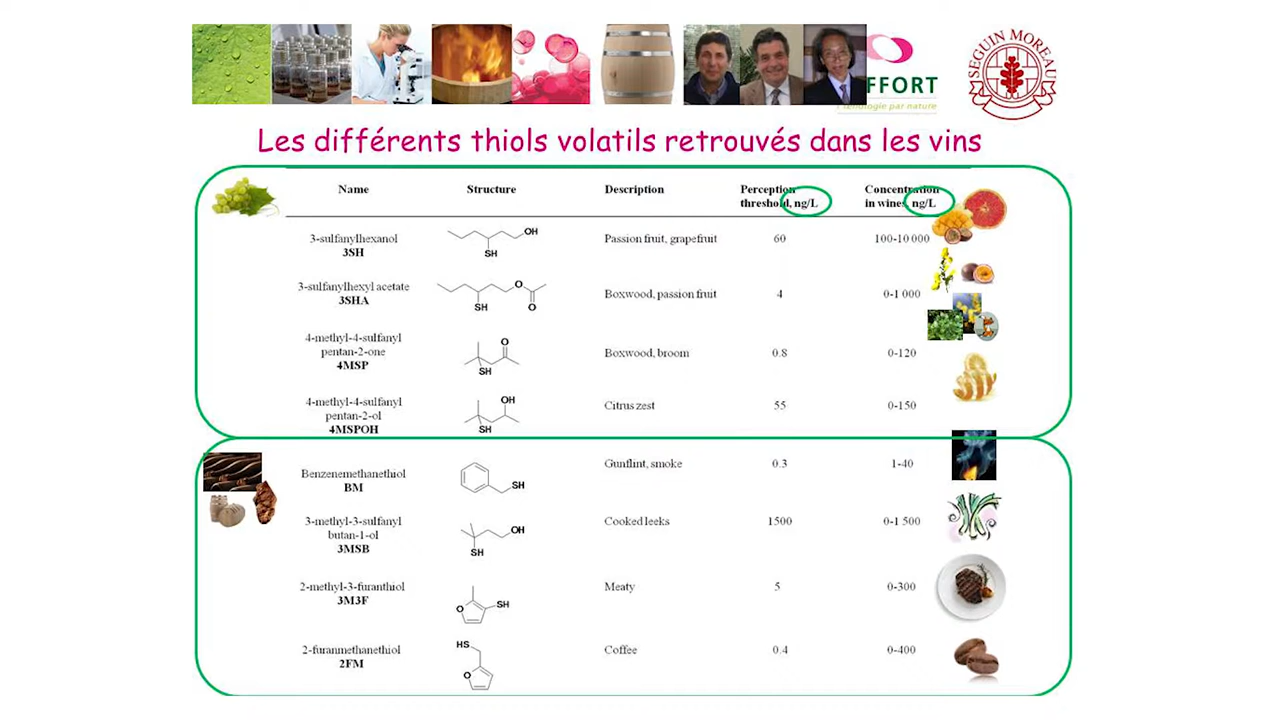 FFORT
l'œnologie par nature
SEGUIN MOREAU
Les différents thiols volatils retrouvés dans les vins
Name Structure Description Perception threshold, ng/L Concentration in wines, ng/L
3-sulfanylhexanol
3SH
OH
SH
Passion fruit, grapefruit 60 100-10 000
3-sulfanylhexyl acetate
3SHA
O
SH
O
Boxwood, passion fruit 4 0-1 000
4-methyl-4-sulfanyl
pentan-2-one
4MSP
O
SH
Boxwood, broom 0.8 0-120
4-methyl-4-sulfanyl
pentan-2-ol
4MSPOH
OH
SH
Citrus zest 55 0-150
Benzenemethanethiol
BM
SH
Gunflint, smoke 0.3 1-40
3-methyl-3-sulfanyl
butan-1-ol
3MSB
OH
SH
Cooked leeks 1500 0-1 500
2-methyl-3-furanthiol
3M3F
O
SH
Meaty 5 0-300
2-furanmethanethiol
2FM
HS
O
Coffee 0.4 0-400